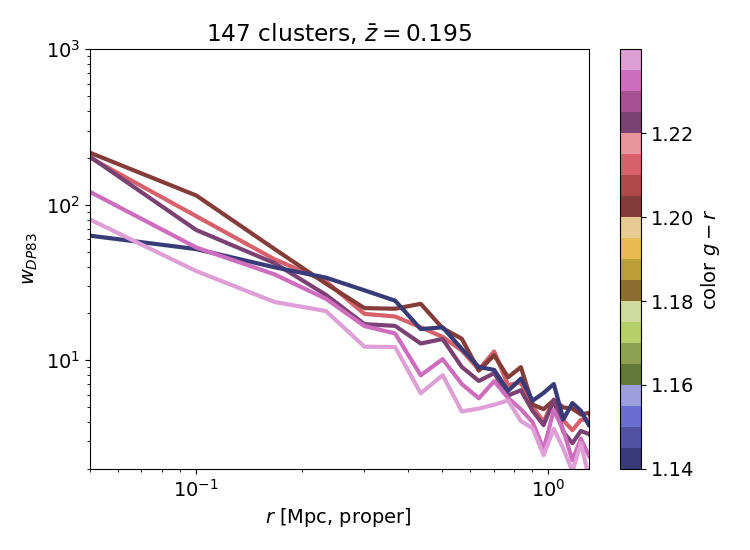 147 clusters, z̄ = 0.195
10³
10²
10¹
w_DP83
10⁻¹
10⁰
r [Mpc, proper]
1.22
1.20
1.18
1.16
1.14
color g − r